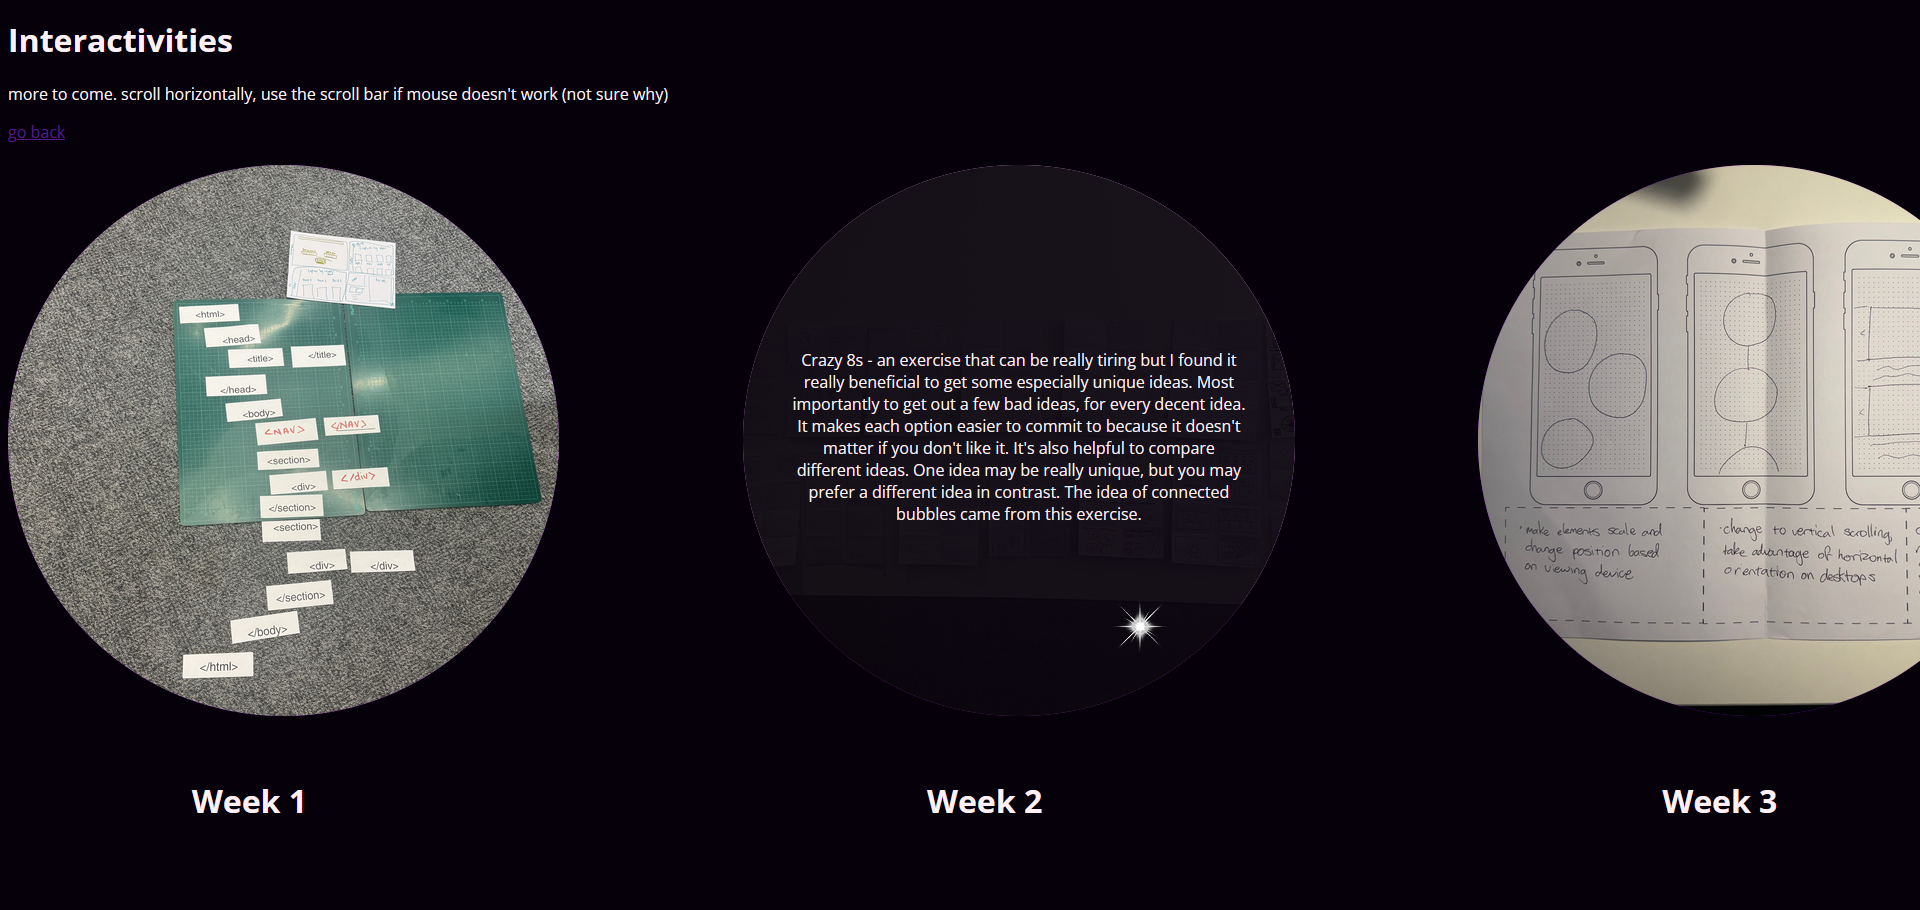 Interactivities
more to come. scroll horizontally, use the scroll bar if mouse doesn't work (not sure why)
go back
<html>
<head>
<title> </title>
</head>
<body>
<NAV> </NAV>
<section>
<div> </div>
</section>
<section>
<div> </div>
</section>
</body>
</html>
Crazy 8s - an exercise that can be really tiring but I found it
really beneficial to get some especially unique ideas. Most
importantly to get out a few bad ideas, for every decent idea.
It makes each option easier to commit to because it doesn't
matter if you don't like it. It's also helpful to compare
different ideas. One idea may be really unique, but you may
prefer a different idea in contrast. The idea of connected
bubbles came from this exercise.
· make elements scale and
change position based
on viewing device
· change to vertical scrolling,
take advantage of horizontal
orentation on desktops
Week 1
Week 2
Week 3